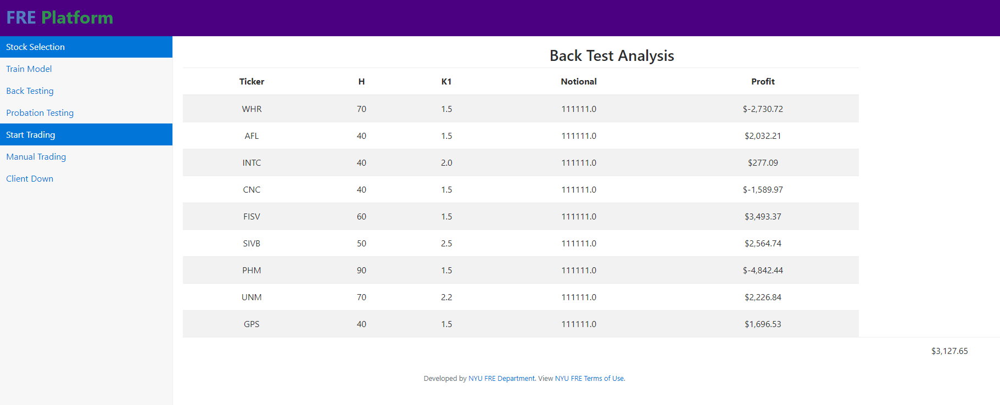 FRE Platform
Stock Selection
Train Model
Back Testing
Probation Testing
Start Trading
Manual Trading
Client Down
Back Test Analysis
Ticker H K1 Notional Profit
WHR 70 1.5 111111.0 $-2,730.72
AFL 40 1.5 111111.0 $2,032.21
INTC 40 2.0 111111.0 $277.09
CNC 40 1.5 111111.0 $-1,589.97
FISV 60 1.5 111111.0 $3,493.37
SIVB 50 2.5 111111.0 $2,564.74
PHM 90 1.5 111111.0 $-4,842.44
UNM 70 2.2 111111.0 $2,226.84
GPS 40 1.5 111111.0 $1,696.53
$3,127.65
Developed by NYU FRE Department. View NYU FRE Terms of Use.